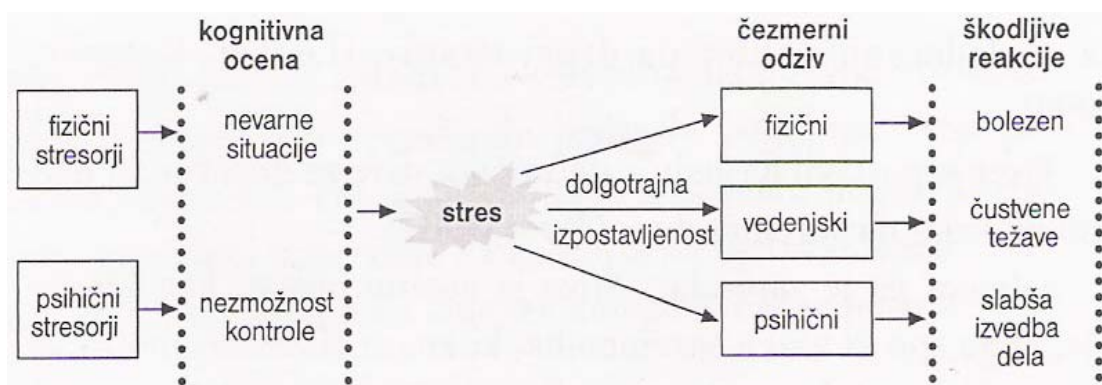 kognitivna
ocena
čezmerni
odziv
škodljive
reakcije
fizični
stresorji
nevarne
situacije
fizični
bolezen
stres
dolgotrajna
izpostavljenost
vedenjski
čustvene
težave
psihični
stresorji
nezmožnost
kontrole
psihični
slabša
izvedba
dela